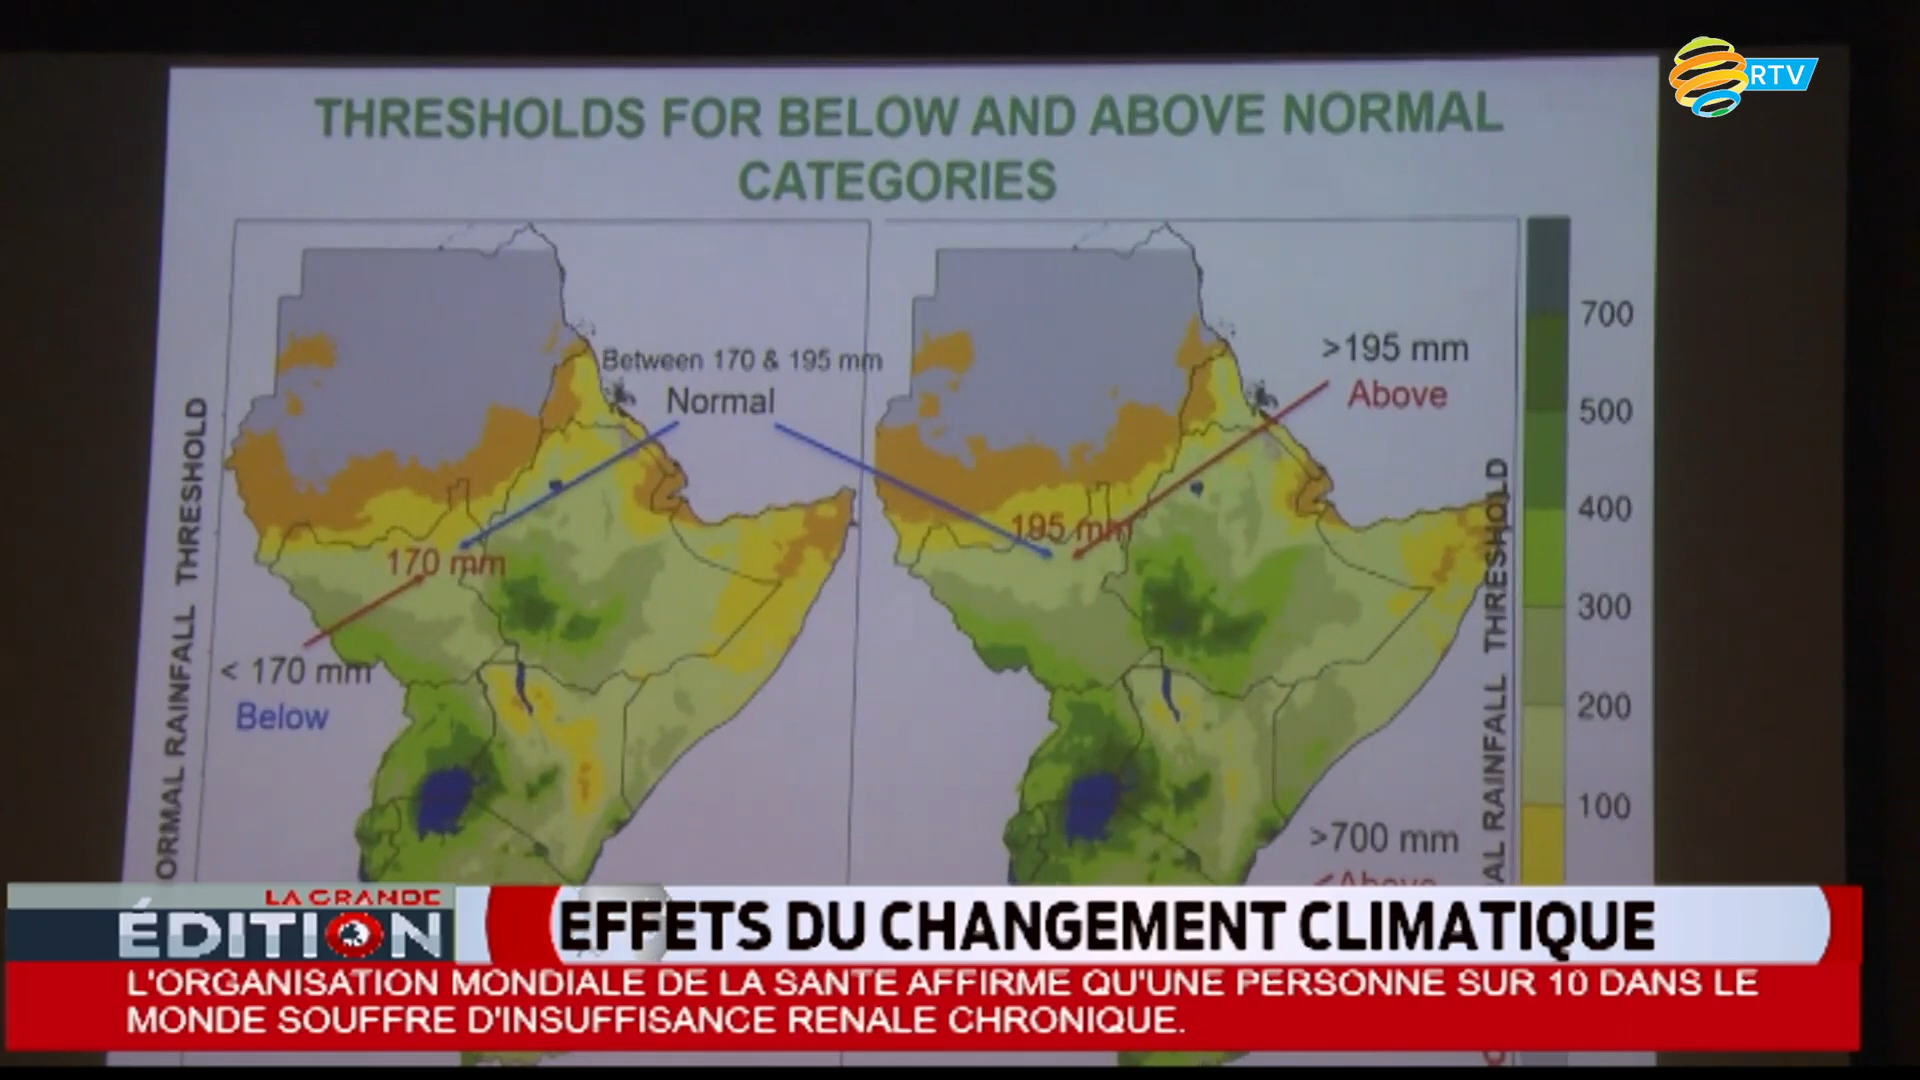 RTV
THRESHOLDS FOR BELOW AND ABOVE NORMAL
CATEGORIES
Between 170 & 195 mm
Normal
>195 mm
Above
170 mm
195 mm
< 170 mm
Below
>700 mm
RAINFALL THRESHOLD
RAINFALL THRESHOLD
700
500
400
300
200
100
LA GRANDE
ÉDITION
EFFETS DU CHANGEMENT CLIMATIQUE
L'ORGANISATION MONDIALE DE LA SANTE AFFIRME QU'UNE PERSONNE SUR 10 DANS LE
MONDE SOUFFRE D'INSUFFISANCE RENALE CHRONIQUE.